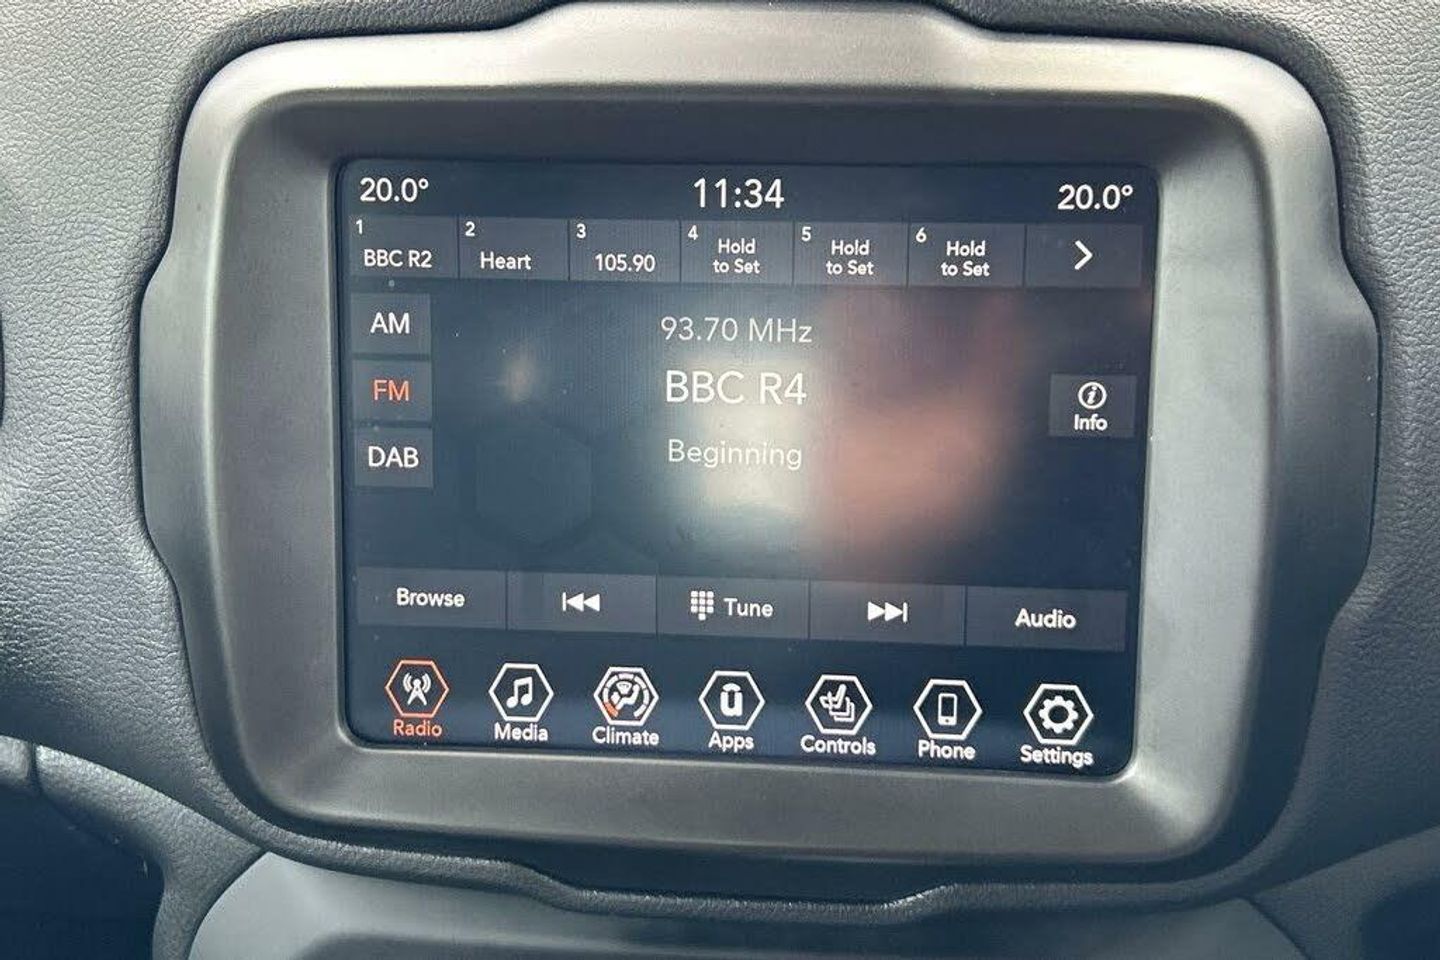 20.0° 11:34 20.0°
1 2 3 4 5 6
BBC R2 Heart 105.90 Hold to Set Hold to Set Hold to Set
AM
93.70 MHz
FM
BBC R4
Info
DAB
Beginning
Browse Tune Audio
Radio Media Climate Apps Controls Phone Settings